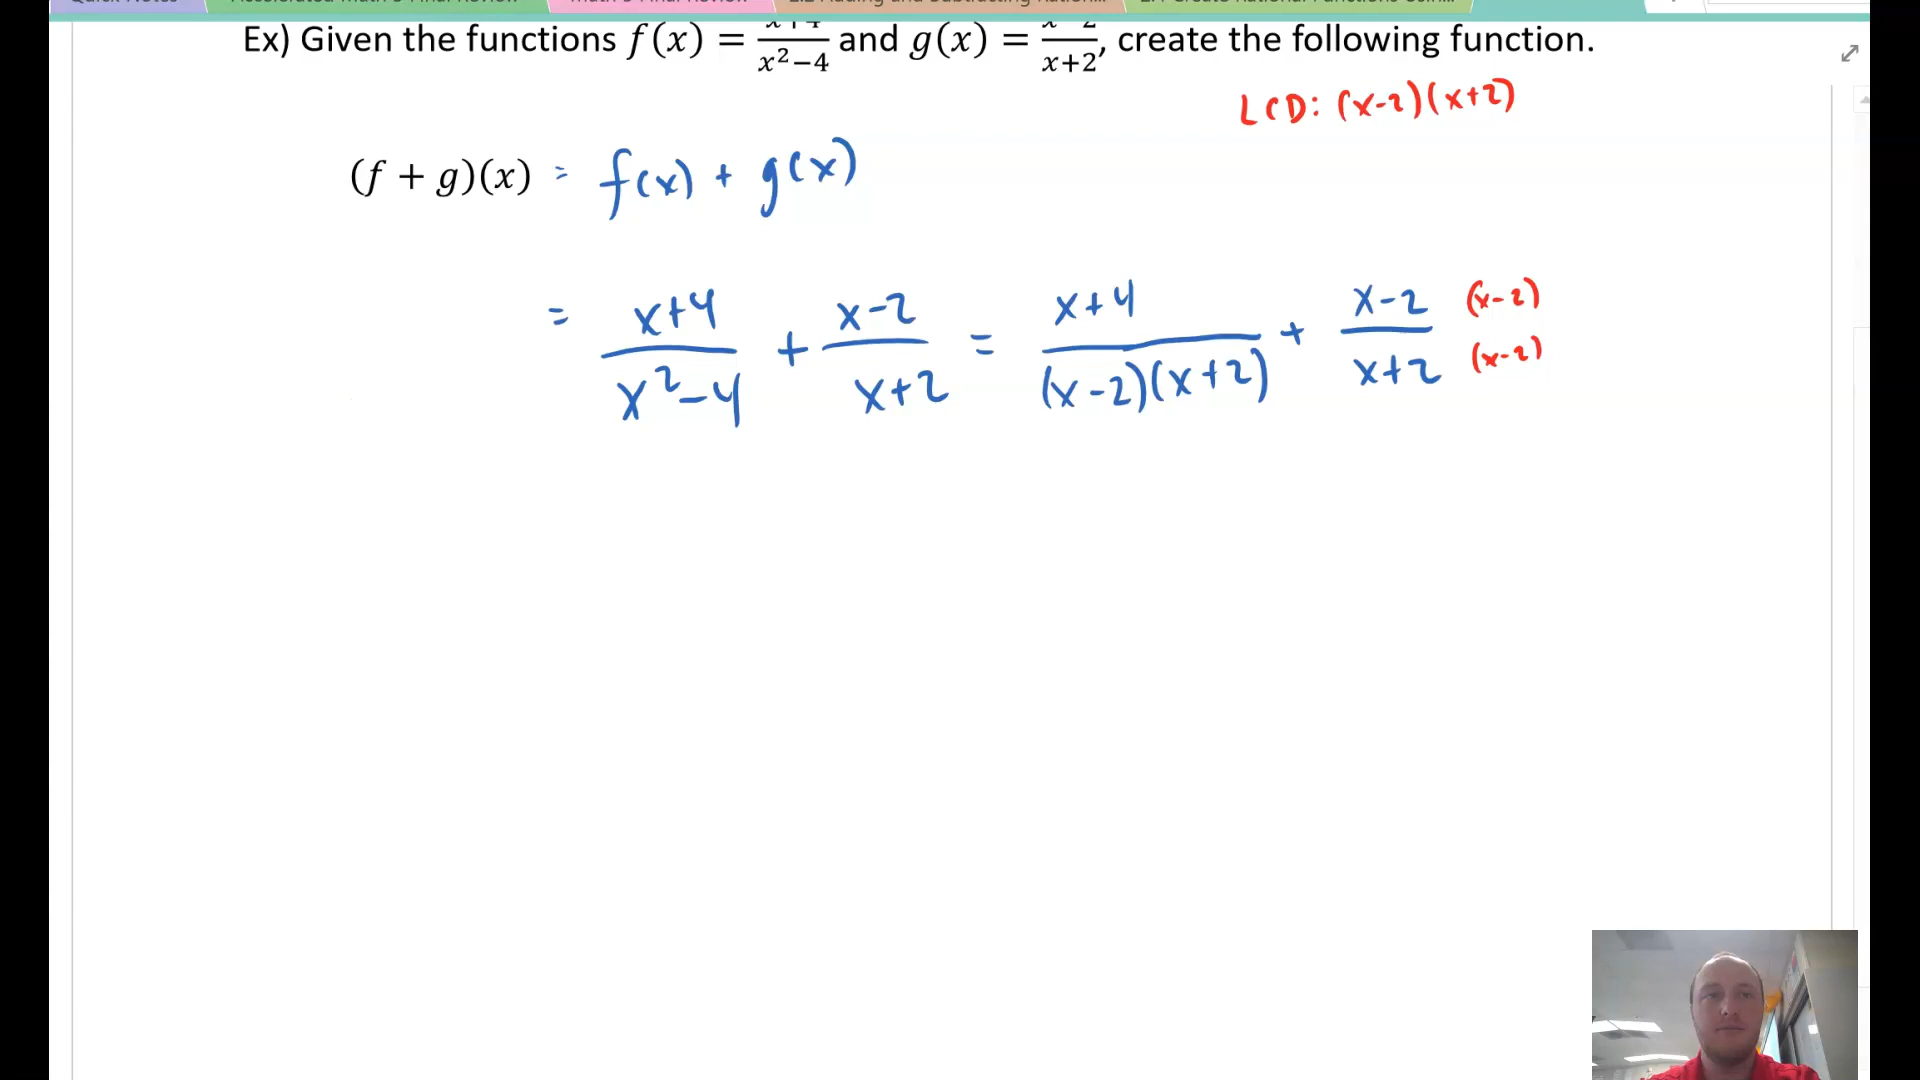 Ex) Given the functions f(x) = x+4/x²−4 and g(x) = x−2/x+2, create the following function.
LCD: (x-2)(x+2)
(f + g)(x) = f(x) + g(x)
= x+4/x²-4 + x-2/x+2 = x+4/(x-2)(x+2) + x-2/x+2 (x-2)/(x-2)